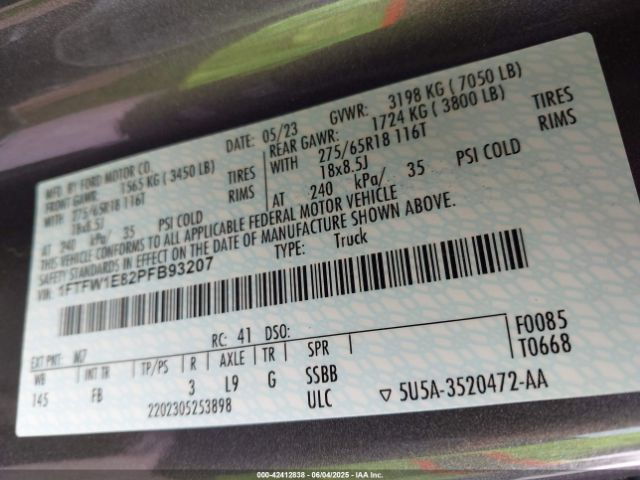 MFD. BY FORD MOTOR CO.
DATE: 05/23 GVWR: 3198 KG ( 7050 LB)
FRONT GAWR: 1565 KG ( 3450 LB)
REAR GAWR: 1724 KG ( 3800 LB)
WITH 275/65R18 116T TIRES
WITH 275/65R18 116T TIRES
18x8.5J RIMS
18x8.5J RIMS
AT 240 kPa/ 35 PSI COLD
AT 240 kPa/ 35 PSI COLD
THIS VEHICLE CONFORMS TO ALL APPLICABLE FEDERAL MOTOR VEHICLE
SAFETY STANDARDS IN EFFECT ON THE DATE OF MANUFACTURE SHOWN ABOVE.
VIN: 1FTFW1E82PFB93207 TYPE: Truck
EXT PNT: M7 RC: 41 DSO: F0085
WB INT TR TP/PS R AXLE TR SPR T0668
145 FB 3 L9 G SSBB
2202305253898 ULC ▽ 5U5A-3520472-AA
000-42412838 - 06/04/2025 - IAA Inc.